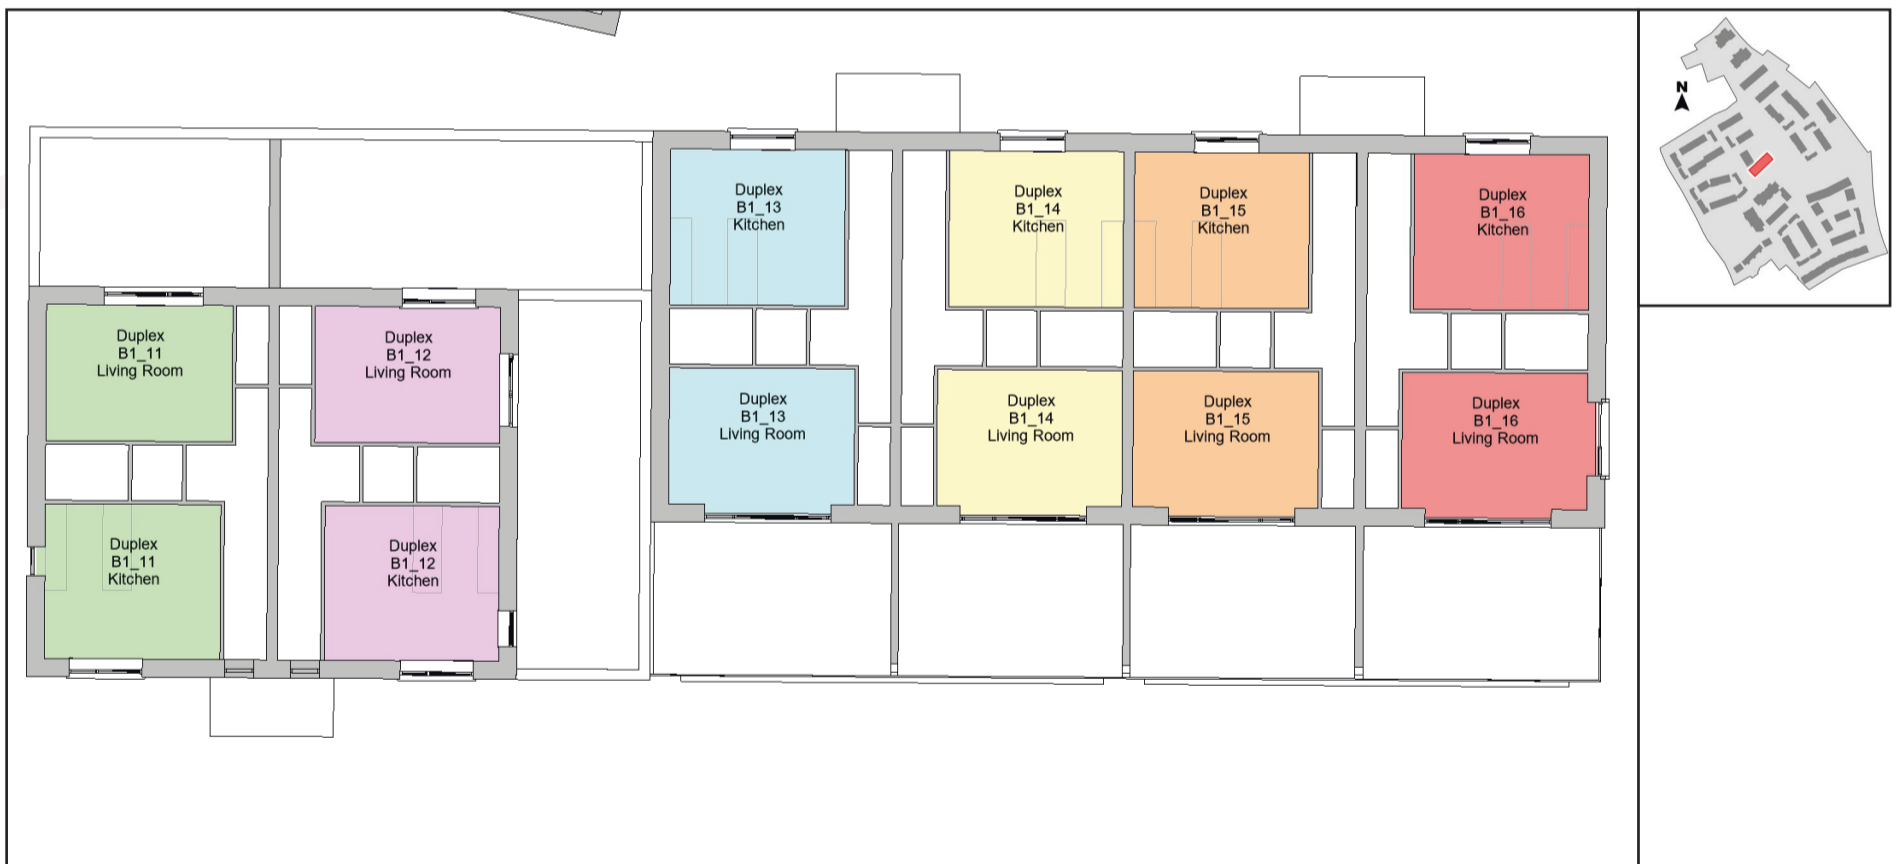 Duplex
B1_13
Kitchen
Duplex
B1_14
Kitchen
Duplex
B1_15
Kitchen
Duplex
B1_16
Kitchen
Duplex
B1_11
Living Room
Duplex
B1_12
Living Room
Duplex
B1_13
Living Room
Duplex
B1_14
Living Room
Duplex
B1_15
Living Room
Duplex
B1_16
Living Room
Duplex
B1_11
Kitchen
Duplex
B1_12
Kitchen
N